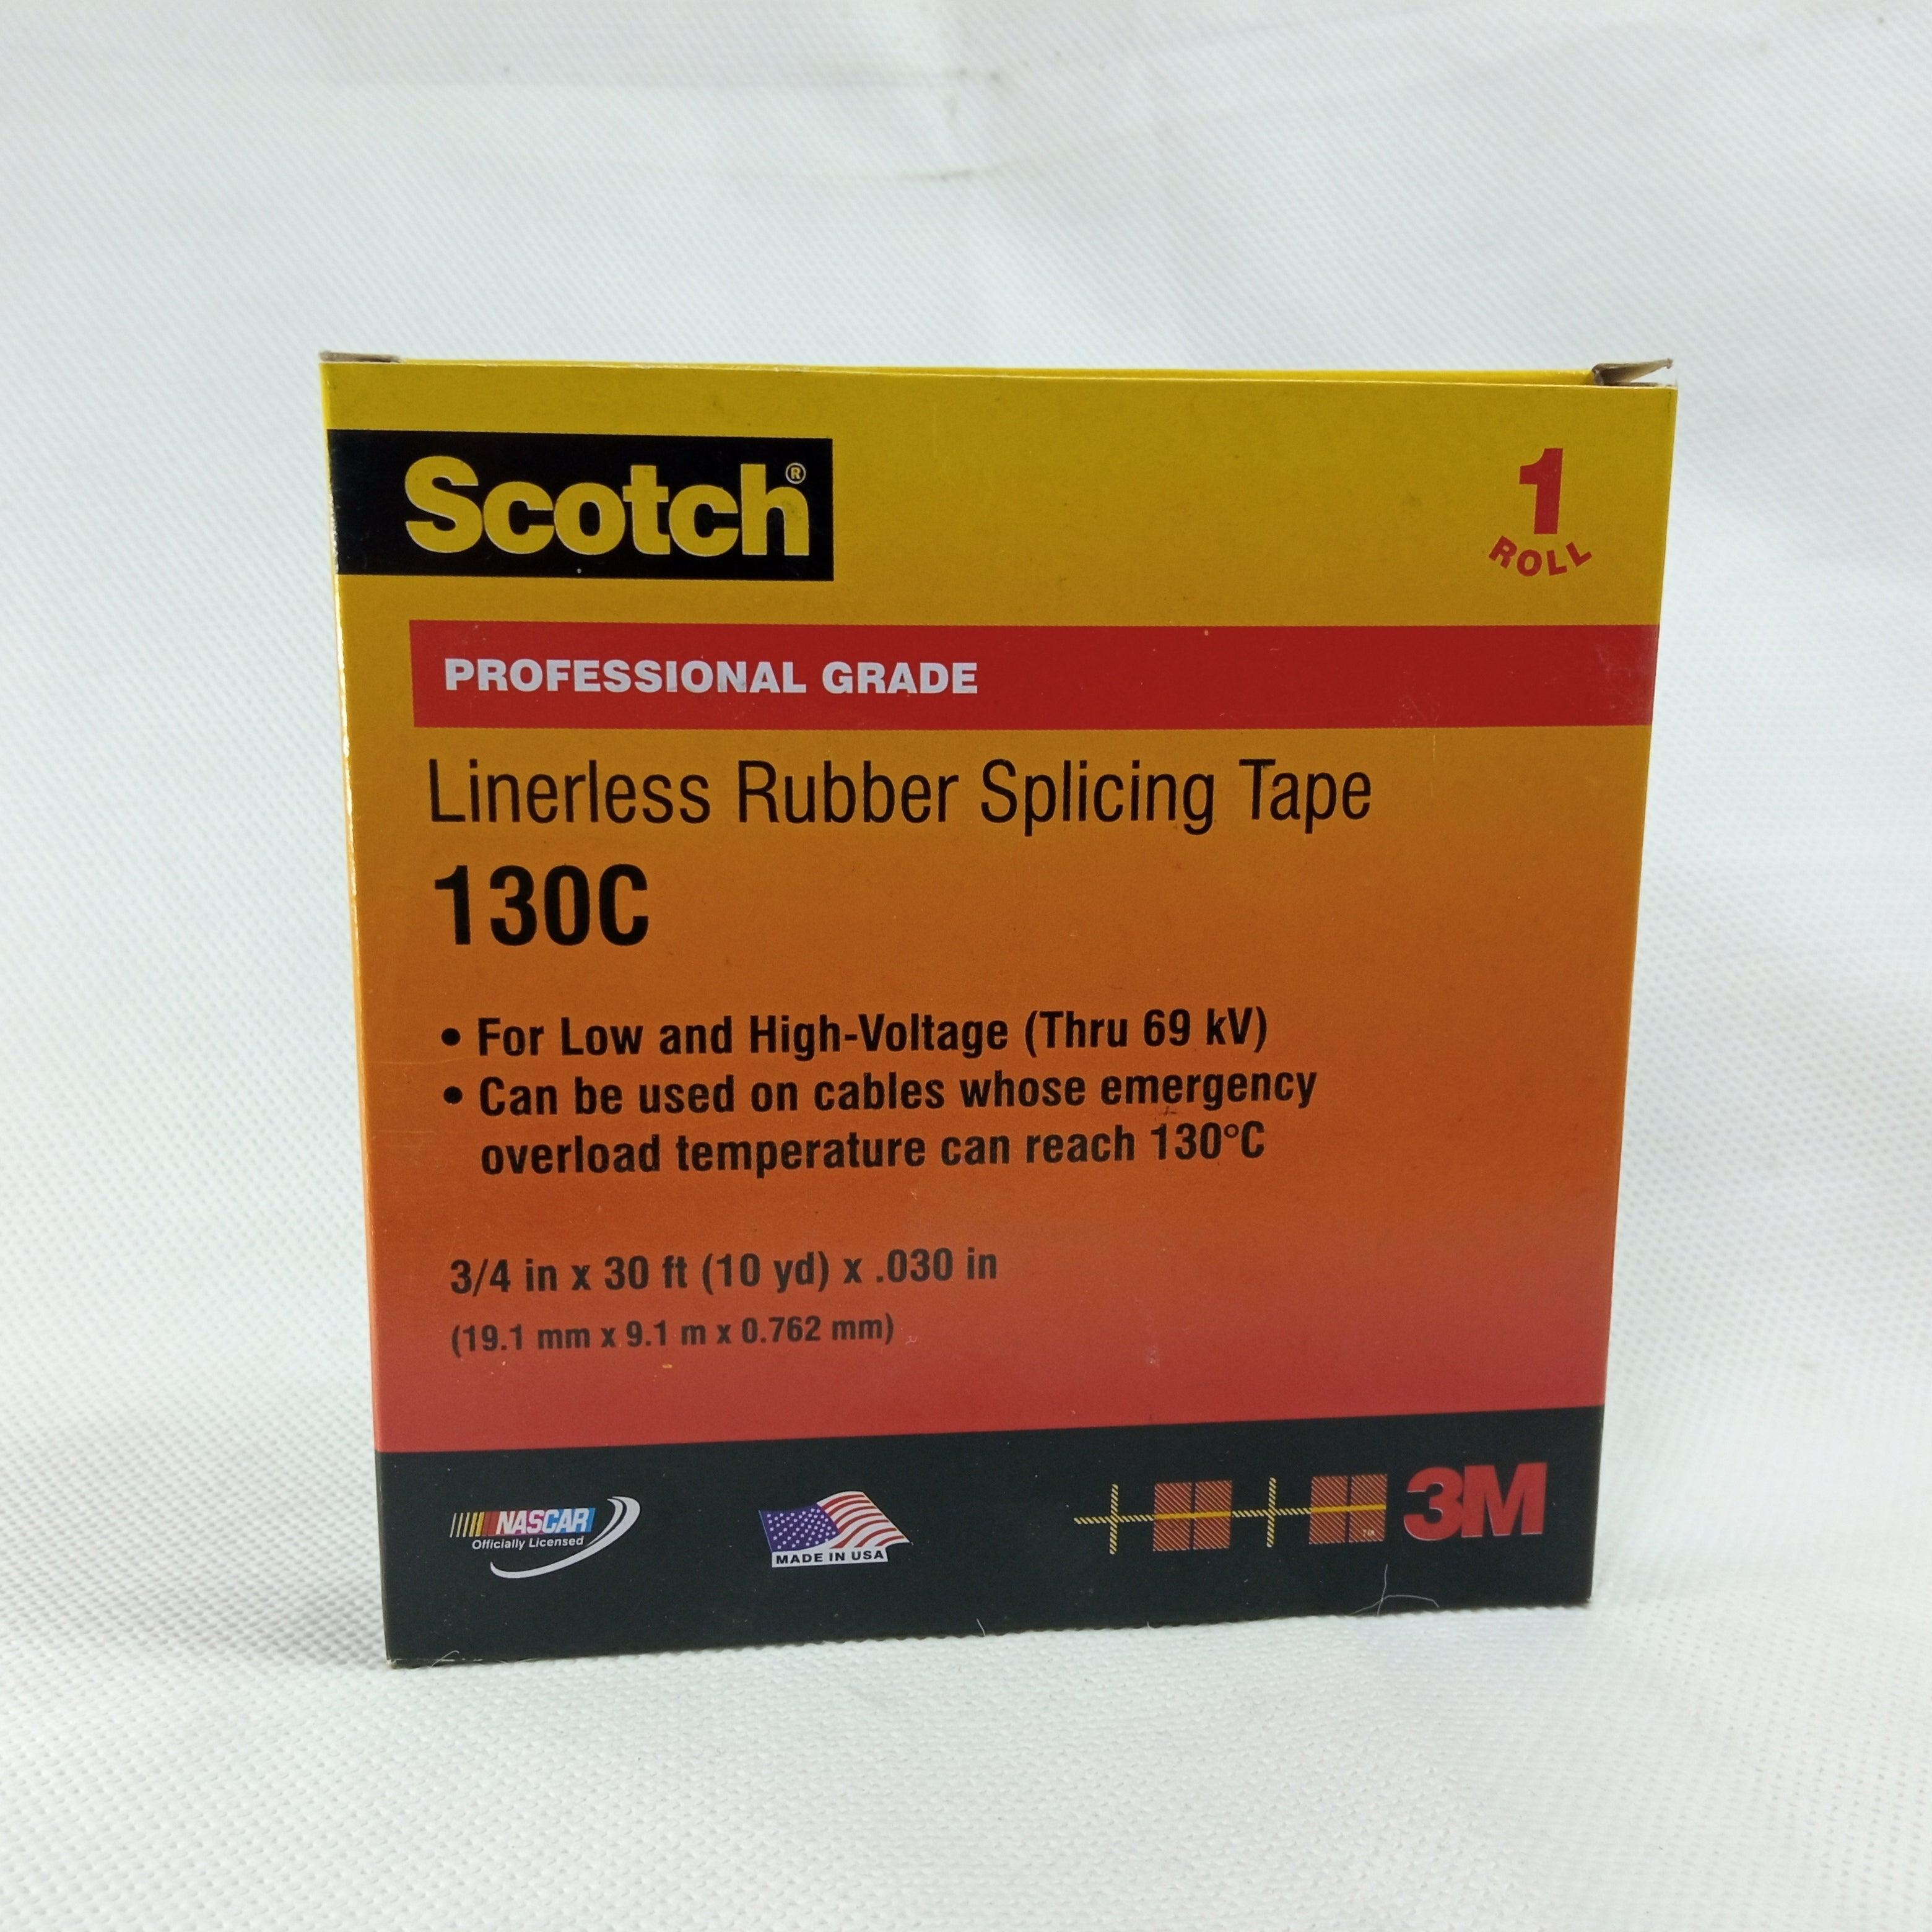 Scotch®
1
ROLL
PROFESSIONAL GRADE
Linerless Rubber Splicing Tape
130C
• For Low and High-Voltage (Thru 69 kV)
• Can be used on cables whose emergency
overload temperature can reach 130°C
3/4 in x 30 ft (10 yd) x .030 in
(19.1 mm x 9.1 m x 0.762 mm)
NASCAR
Officially Licensed
MADE IN USA
TM
3M